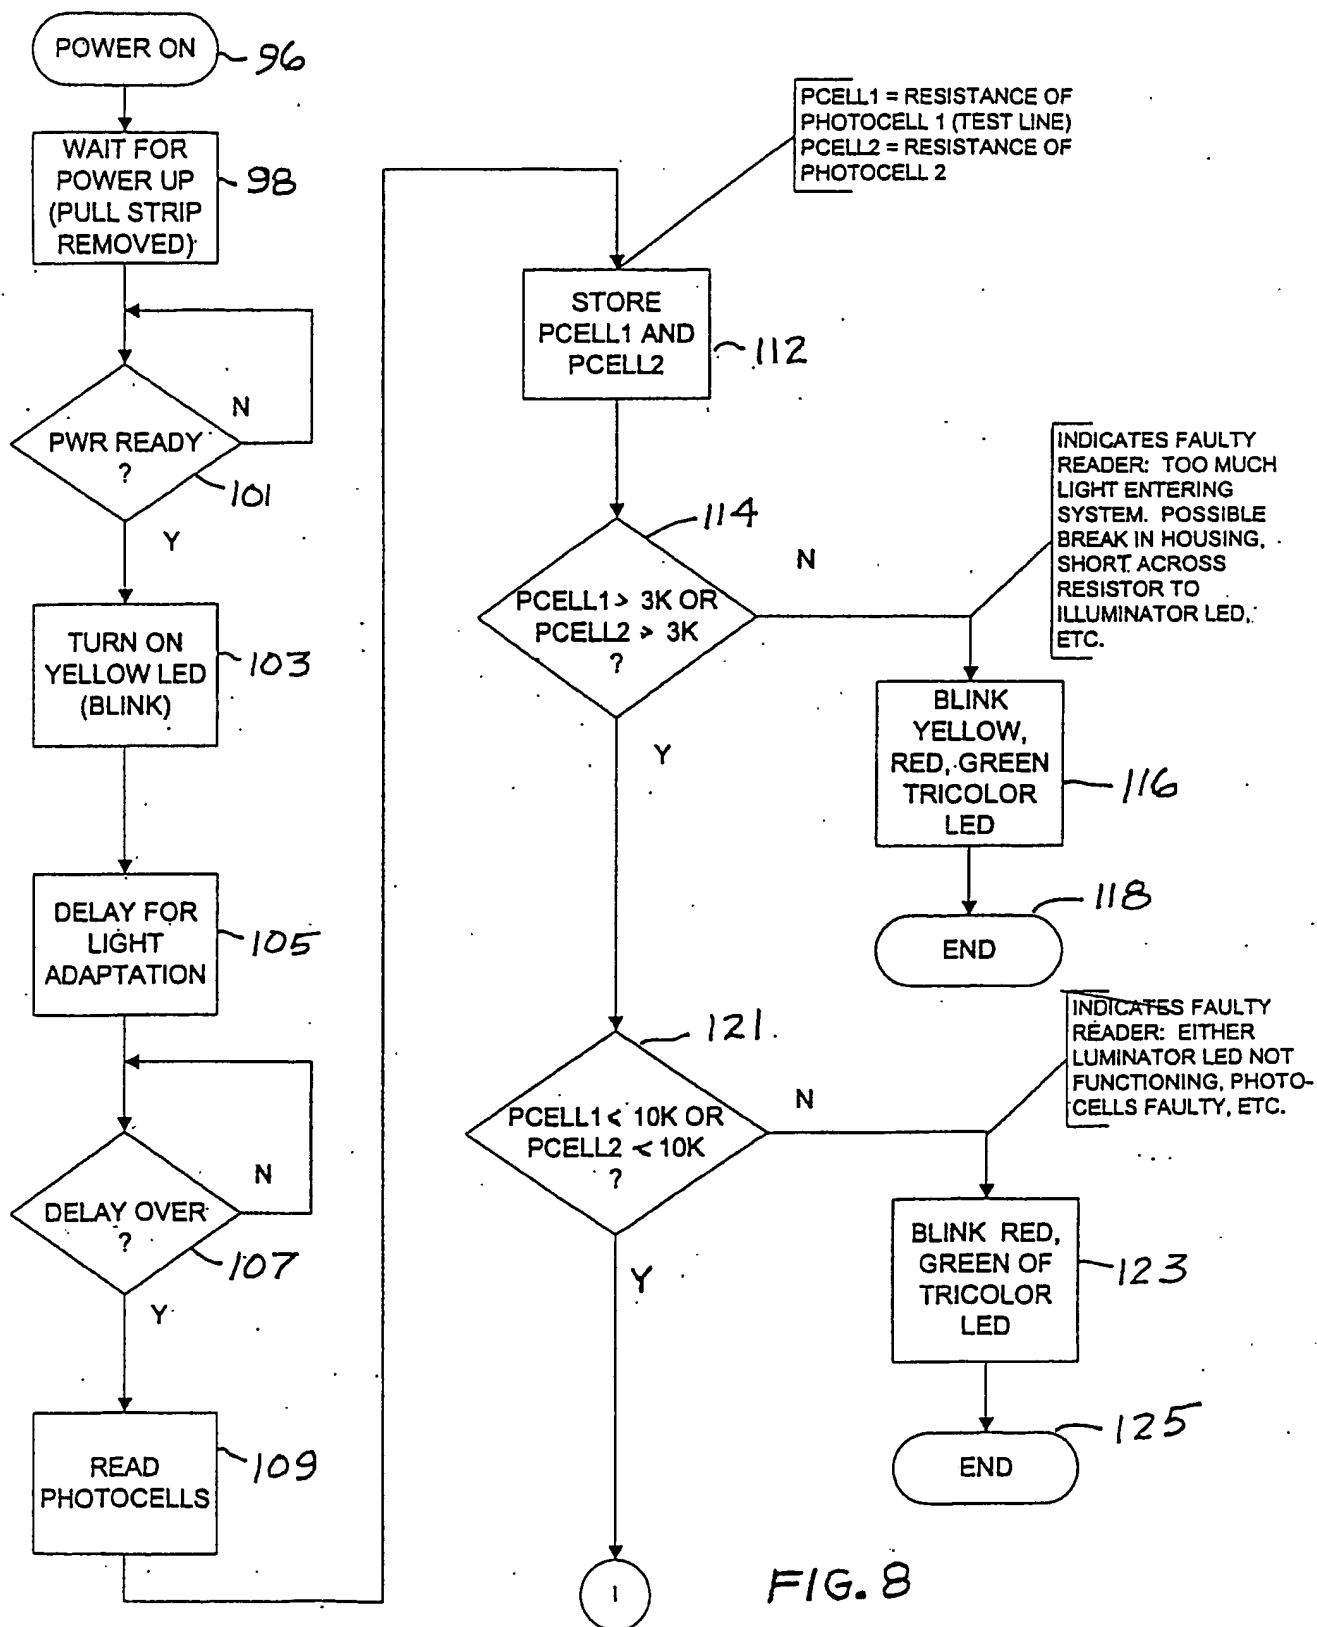 POWER ON
96
WAIT FOR
POWER UP
(PULL STRIP
REMOVED)
98
PWR READY
?
N
101
Y
TURN ON
YELLOW LED
(BLINK)
103
DELAY FOR
LIGHT
ADAPTATION
105
DELAY OVER
?
N
107
Y
READ
PHOTOCELLS
109
PCELL1 = RESISTANCE OF
PHOTOCELL 1 (TEST LINE)
PCELL2 = RESISTANCE OF
PHOTOCELL 2
STORE
PCELL1 AND
PCELL2
112
114
PCELL1 > 3K OR
PCELL2 > 3K
?
N
Y
INDICATES FAULTY
READER: TOO MUCH
LIGHT ENTERING
SYSTEM. POSSIBLE
BREAK IN HOUSING,
SHORT ACROSS
RESISTOR TO
ILLUMINATOR LED,
ETC.
BLINK
YELLOW,
RED, GREEN
TRICOLOR
LED
116
118
END
121
PCELL1 < 10K OR
PCELL2 < 10K
?
N
Y
INDICATES FAULTY
READER: EITHER
LUMINATOR LED NOT
FUNCTIONING, PHOTO-
CELLS FAULTY, ETC.
BLINK RED,
GREEN OF
TRICOLOR
LED
123
125
END
1
FIG. 8